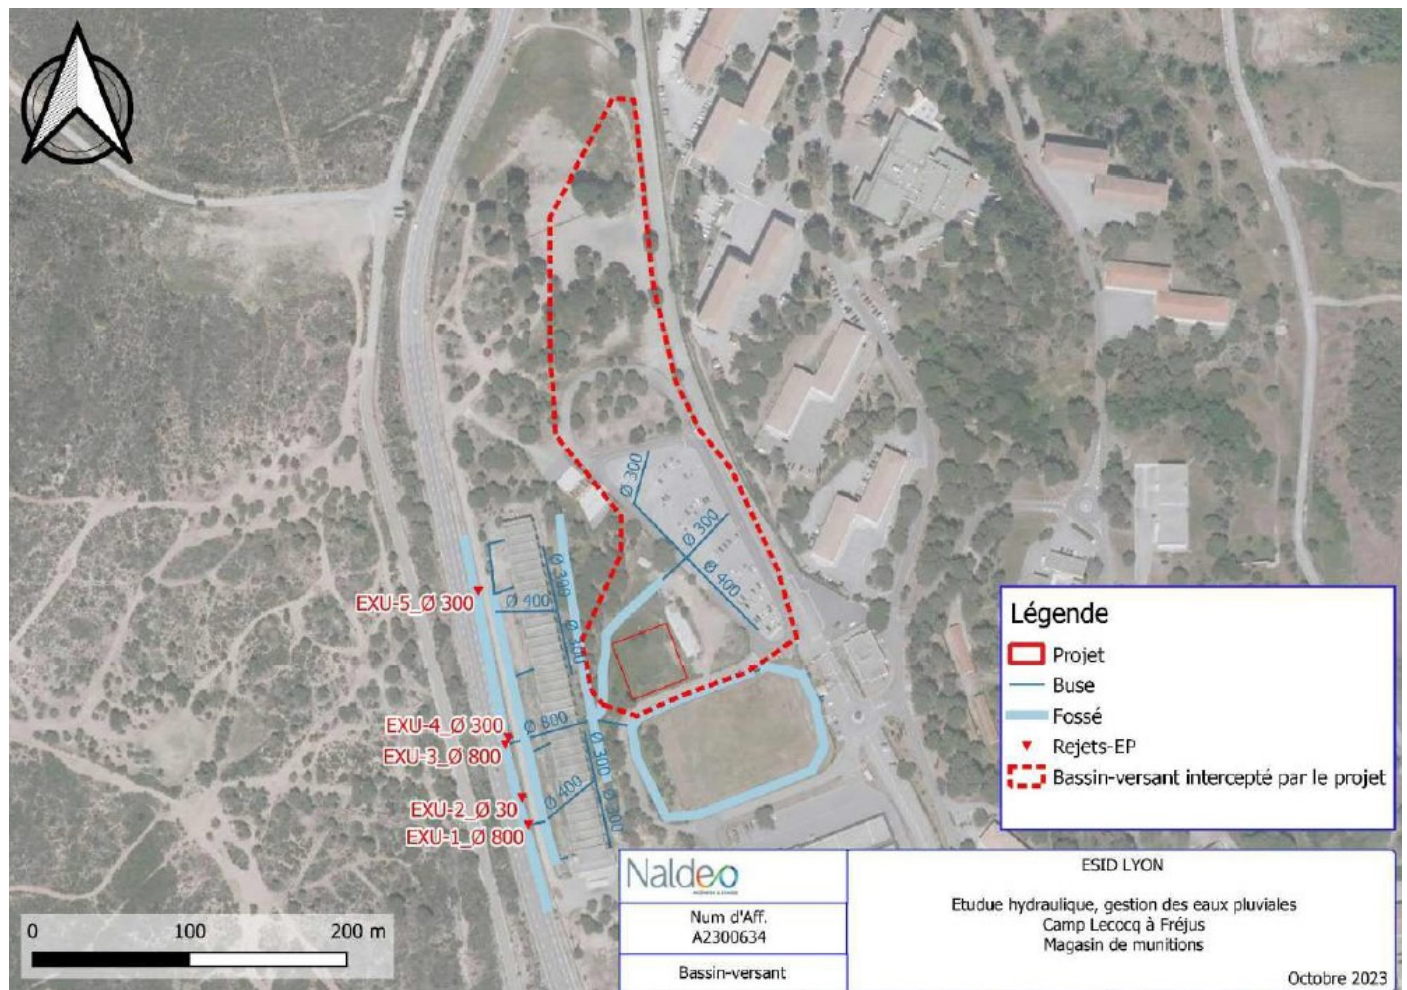 Ø 300
Ø 300
Ø 400
Ø 300
Ø 400
Ø 300
EXU-5_Ø 300
EXU-4_Ø 300
Ø 800
EXU-3_Ø 800
Ø 300
EXU-2_Ø 30
Ø 400
EXU-1_Ø 800
Ø 300
Légende
Projet
Buse
Fossé
Rejets-EP
Bassin-versant intercepté par le projet
0 100 200 m
Naldeo
Num d'Aff.
A2300634
Bassin-versant
ESID LYON
Etudue hydraulique, gestion des eaux pluviales
Camp Lecocq à Fréjus
Magasin de munitions
Octobre 2023